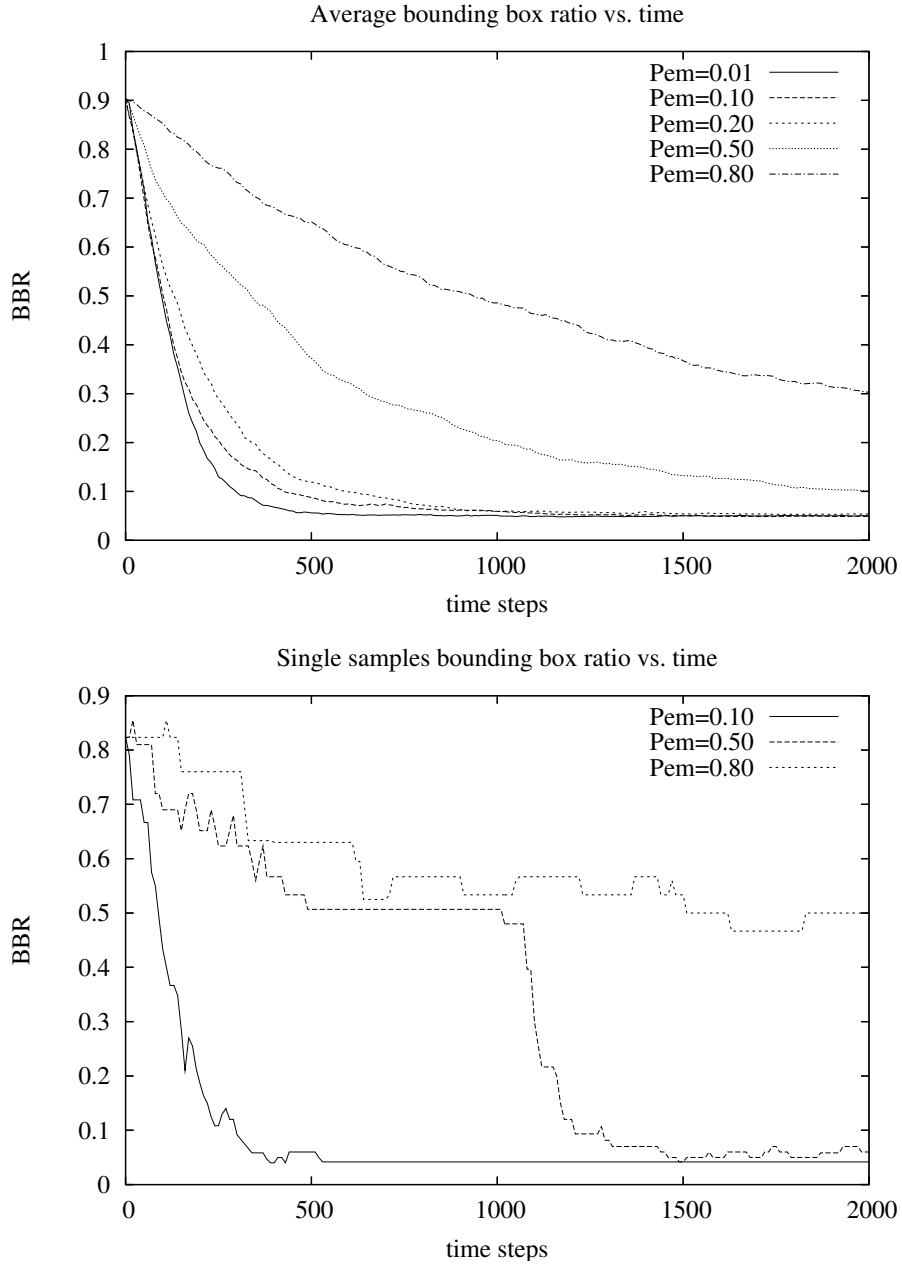 Average bounding box ratio vs. time
1
0.9
0.8
0.7
0.6
0.5
0.4
0.3
0.2
0.1
0
BBR
Pem=0.01
Pem=0.10
Pem=0.20
Pem=0.50
Pem=0.80
0 500 1000 1500 2000
time steps
Single samples bounding box ratio vs. time
0.9
0.8
0.7
0.6
0.5
0.4
0.3
0.2
0.1
0
BBR
Pem=0.10
Pem=0.50
Pem=0.80
0 500 1000 1500 2000
time steps